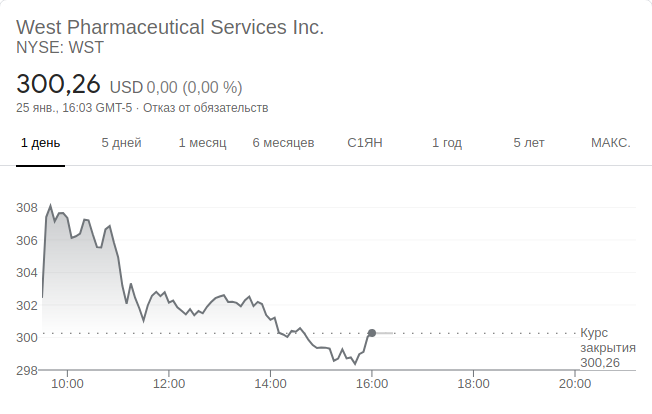 West Pharmaceutical Services Inc.
NYSE: WST
300,26 USD 0,00 (0,00 %)
25 янв., 16:03 GMT-5 · Отказ от обязательств
1 день 5 дней 1 месяц 6 месяцев С1ЯН 1 год 5 лет МАКС.
308
306
304
302
300
298
Курс
закрытия
300,26
10:00 12:00 14:00 16:00 18:00 20:00